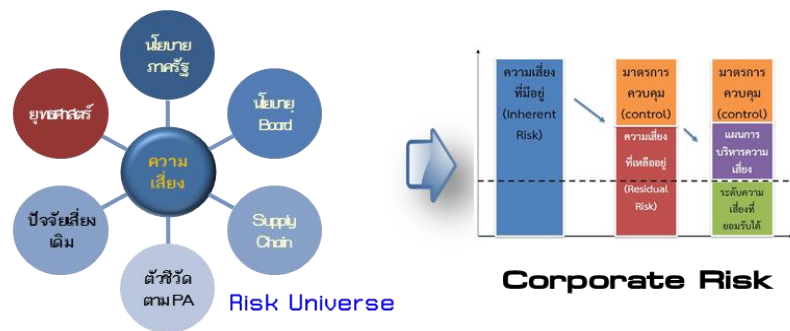 นโยบาย
ภาครัฐ
นโยบาย
Board
Supply
Chain
ตัวชีวัด
ตามPA
ปัจจัยเสี่ยง
เดิม
ยุทธศาสตร์
ความ
เสี่ยง
Risk Universe
ความเสี่ยง
ที่มีอยู่
(Inherent
Risk)
มาตรการ
ควบคุม
(control)
ความเสี่ยง
ที่เหลืออยู่
(Residual
Risk)
มาตรการ
ควบคุม
(control)
แผนการ
บริหารความ
เสี่ยง
ระดับความ
เสี่ยงที่
ยอมรับได้
Corporate Risk